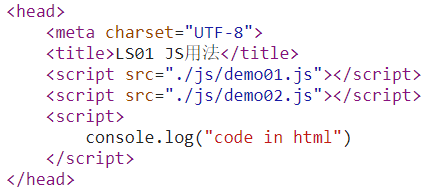 <head>
    <meta charset="UTF-8">
    <title>LS01 JS用法</title>
    <script src="./js/demo01.js"></script>
    <script src="./js/demo02.js"></script>
    <script>
        console.log("code in html")
    </script>
</head>